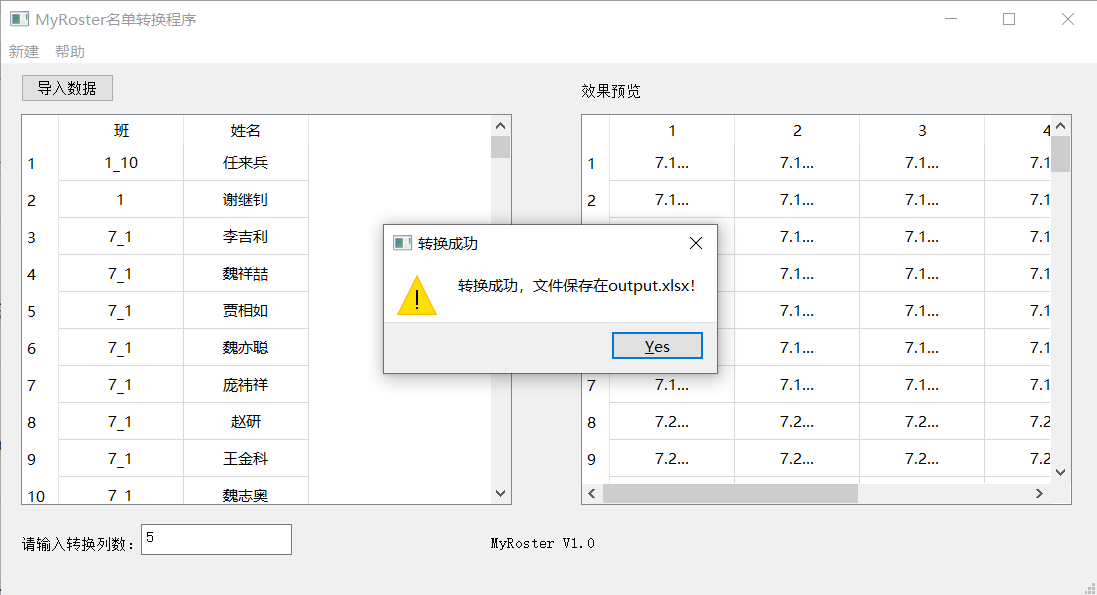 MyRoster名单转换程序
新建 帮助
导入数据
效果预览
班 姓名
1 1_10 任来兵
2 1 谢继钊
3 7_1 李吉利
4 7_1 魏祥喆
5 7_1 贾相如
6 7_1 魏亦聪
7 7_1 庞祎祥
8 7_1 赵研
9 7_1 王金科
10 7_1 魏志奥
1 2 3 4
1 7.1... 7.1... 7.1... 7.1
2 7.1... 7.1... 7.1... 7.1
7.1... 7.1... 7.1
7.1... 7.1... 7.1
7.1... 7.1... 7.1
7.1... 7.1... 7.1
7 7.1... 7.1... 7.1... 7.1
8 7.2... 7.2... 7.2... 7.2
9 7.2... 7.2... 7.2... 7.2
转换成功
转换成功，文件保存在output.xlsx！
Yes
请输入转换列数： 5
MyRoster V1.0